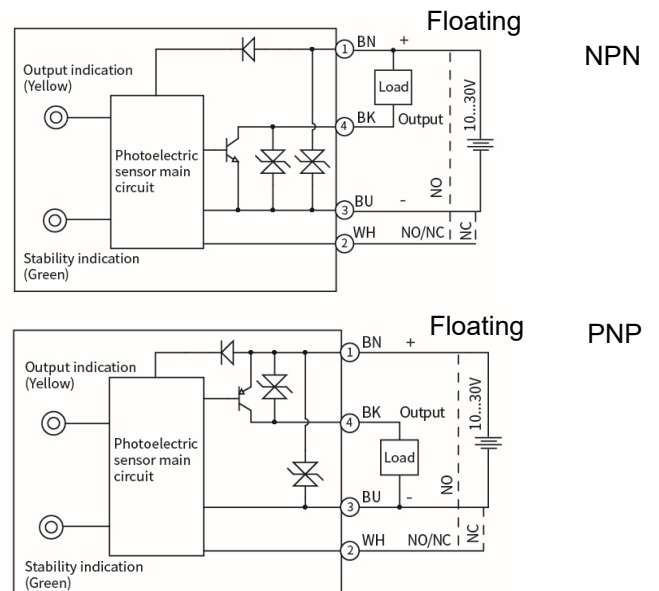 Floating
NPN
Output indication
(Yellow)
1 BN +
Load
10...30V
4 BK Output
Photoelectric
sensor main
circuit
3 BU -
NO
2 WH NO/NC
NC
Stability indication
(Green)
Floating
PNP
Output indication
(Yellow)
1 BN +
10...30V
4 BK Output
Photoelectric
sensor main
circuit
Load
3 BU -
NO
2 WH NO/NC
NC
Stability indication
(Green)